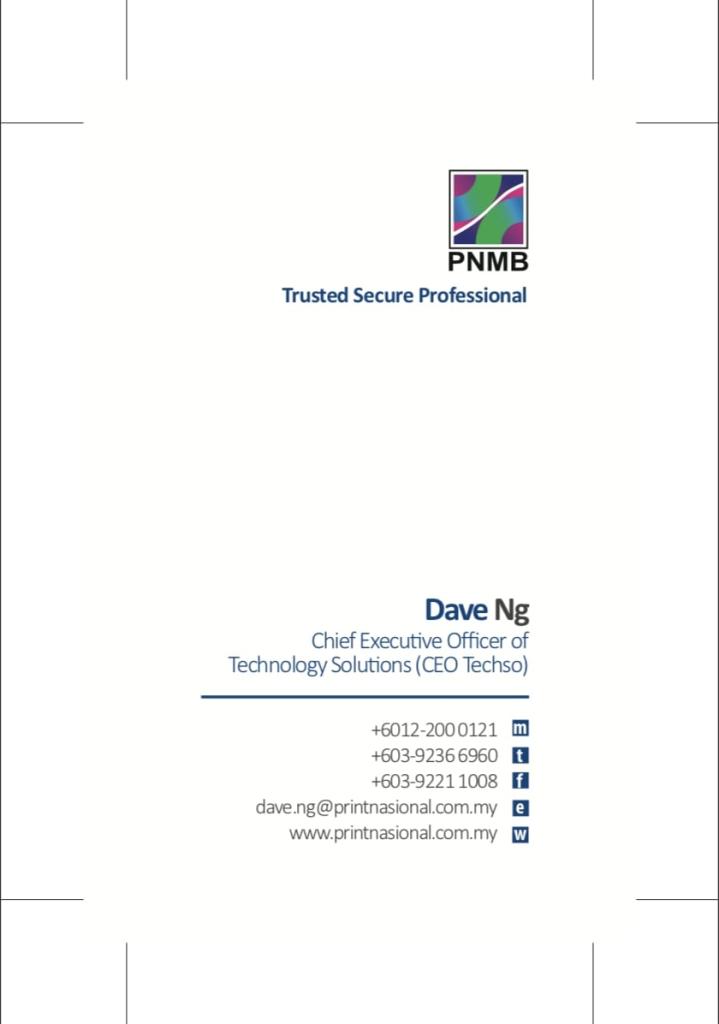 PNMB
Trusted Secure Professional
Dave Ng
Chief Executive Officer of
Technology Solutions (CEO Techso)
+6012-200 0121 m
+603-9236 6960 t
+603-9221 1008 f
dave.ng@printnasional.com.my e
www.printnasional.com.my w